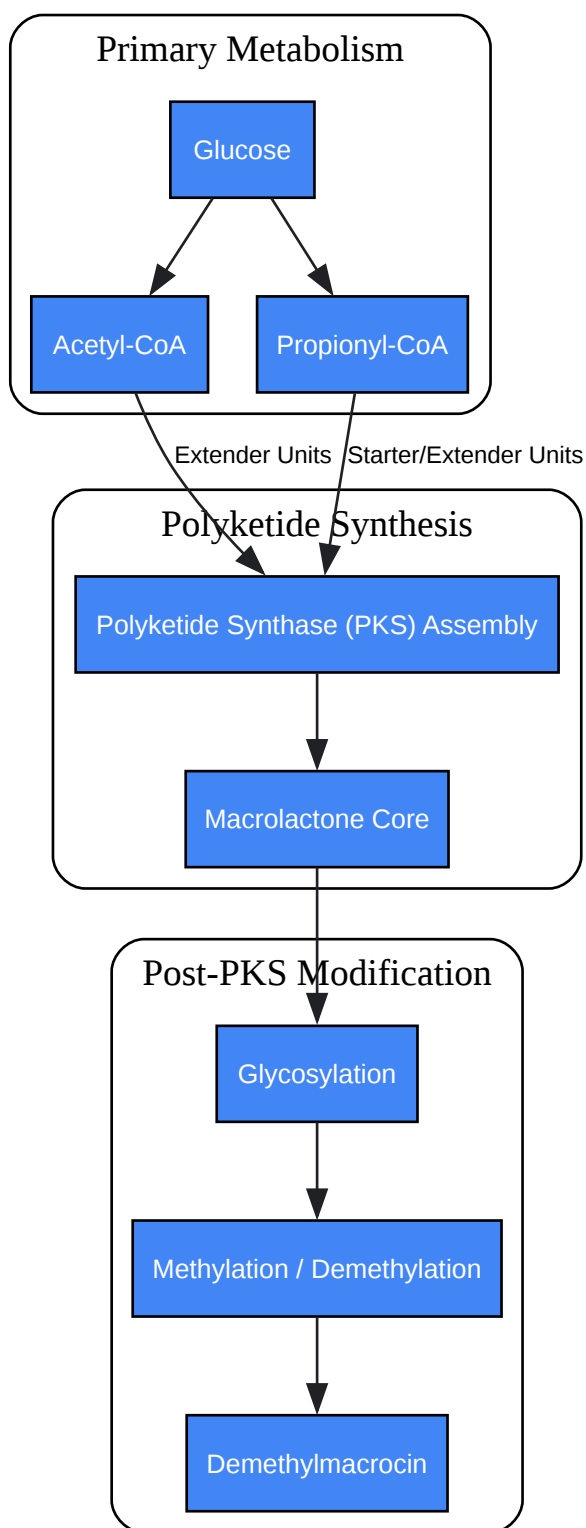 Primary Metabolism
Glucose
Acetyl-CoA
Propionyl-CoA
Extender Units
Starter/Extender Units
Polyketide Synthesis
Polyketide Synthase (PKS) Assembly
Macrolactone Core
Post-PKS Modification
Glycosylation
Methylation / Demethylation
Demethylmacrocin